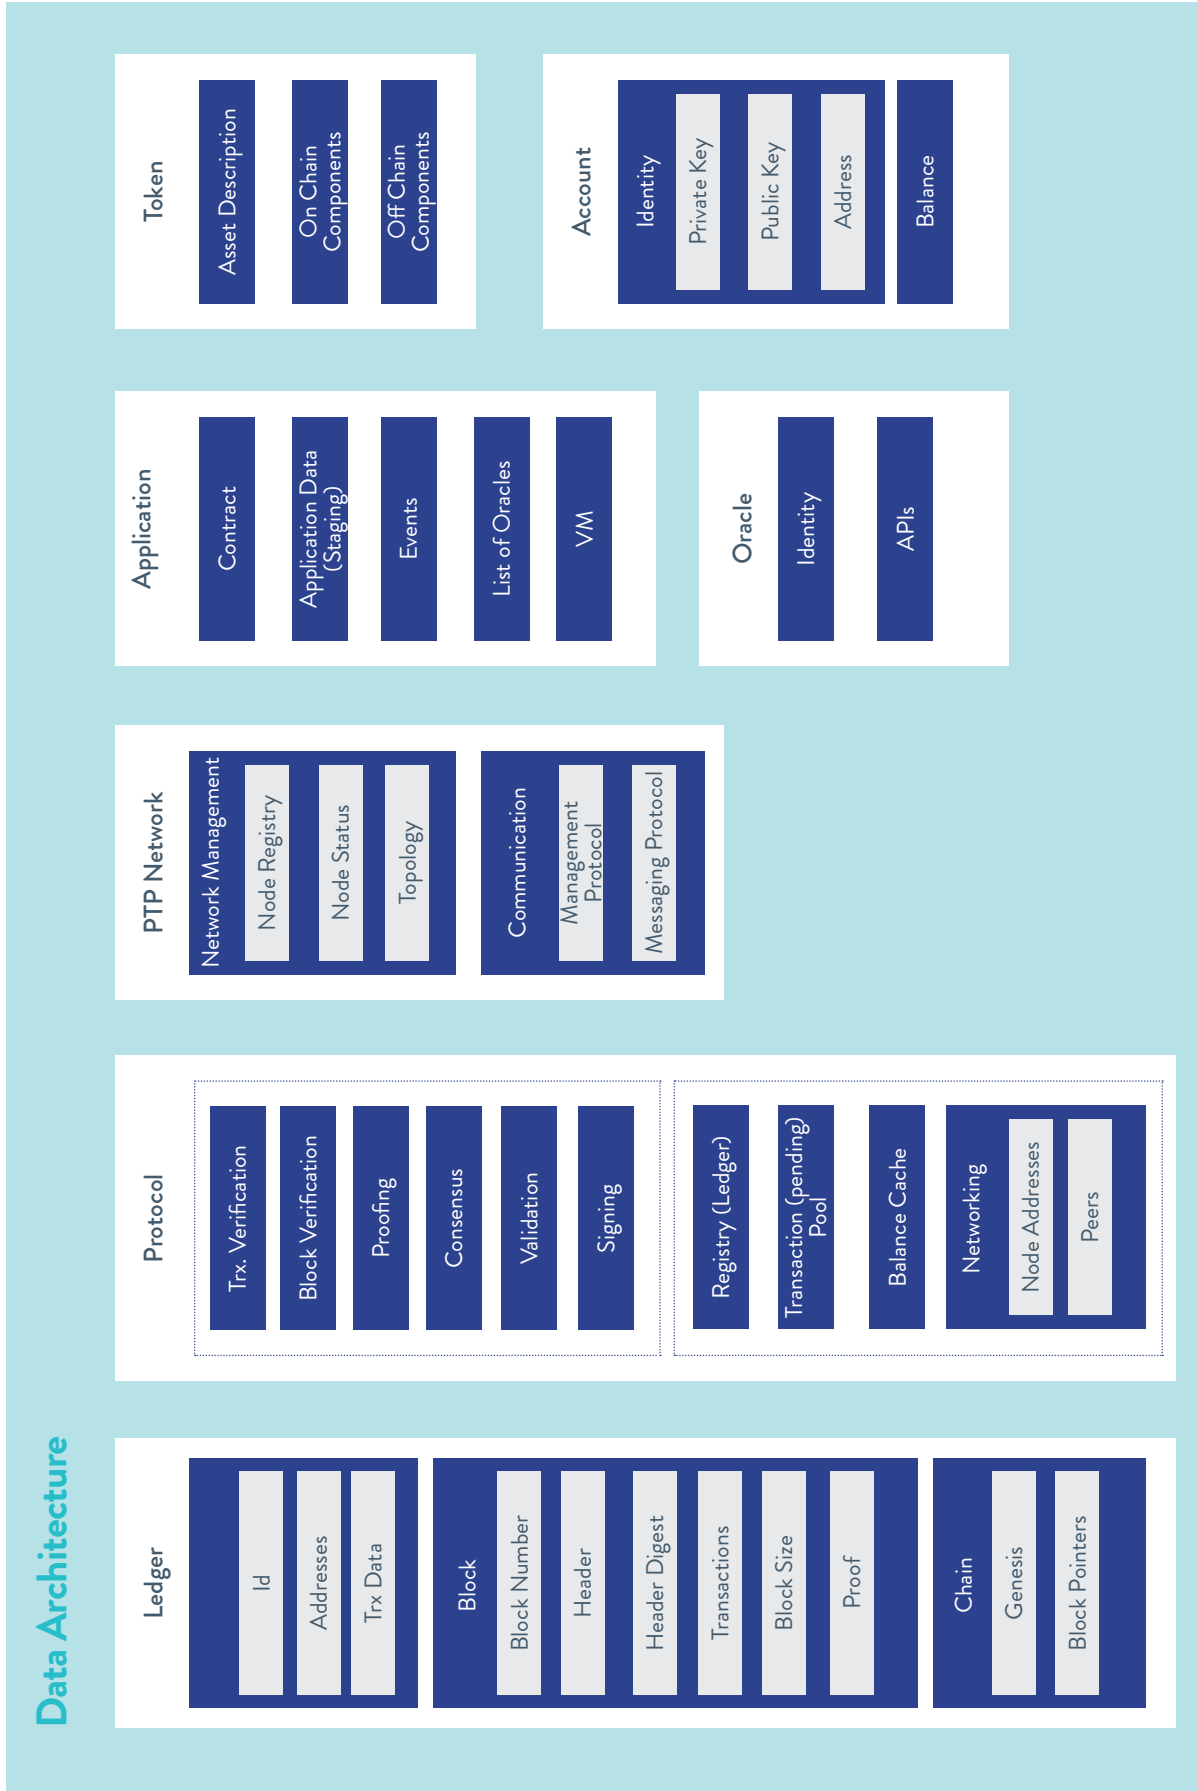 Data Architecture
Ledger
Id
Addresses
Trx Data
Block
Block Number
Header
Header Digest
Transactions
Block Size
Proof
Chain
Genesis
Block Pointers
Protocol
Trx. Verification
Block Verification
Proofing
Consensus
Validation
Signing
Registry (Ledger)
Transaction (pending)
Pool
Balance Cache
Networking
Node Addresses
Peers
PTP Network
Network Management
Node Registry
Node Status
Topology
Communication
Management
Protocol
Messaging Protocol
Application
Contract
Application Data
(Staging)
Events
List of Oracles
VM
Oracle
Identity
APIs
Token
Asset Description
On Chain
Components
Off Chain
Components
Account
Identity
Private Key
Public Key
Address
Balance